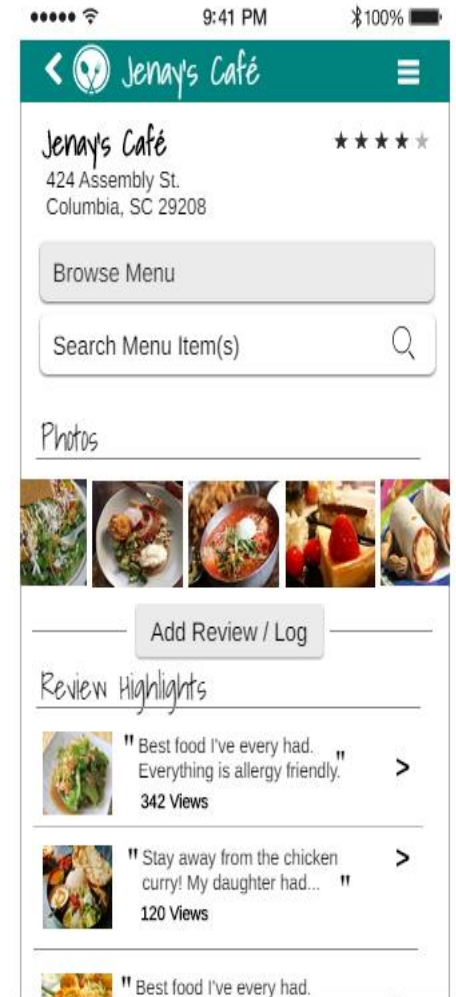 9:41 PM 100%
Jenay's Café
Jenay's Café
424 Assembly St.
Columbia, SC 29208
Browse Menu
Search Menu Item(s)
Photos
Add Review / Log
Review Highlights
" Best food I've every had.
Everything is allergy friendly. "
342 Views
" Stay away from the chicken
curry! My daughter had... "
120 Views
" Best food I've every had.